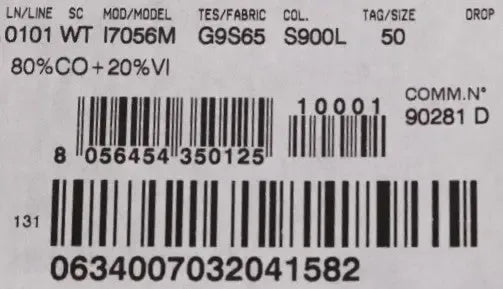 LN/LINE SC MOD/MODEL TES/FABRIC COL. TAG/SIZE DROP
0101 WT I7056M G9S65 S900L 50
80%CO+20%VI
10001
COMM.N°
90281 D
8 056454 350125
131
0634007032041582